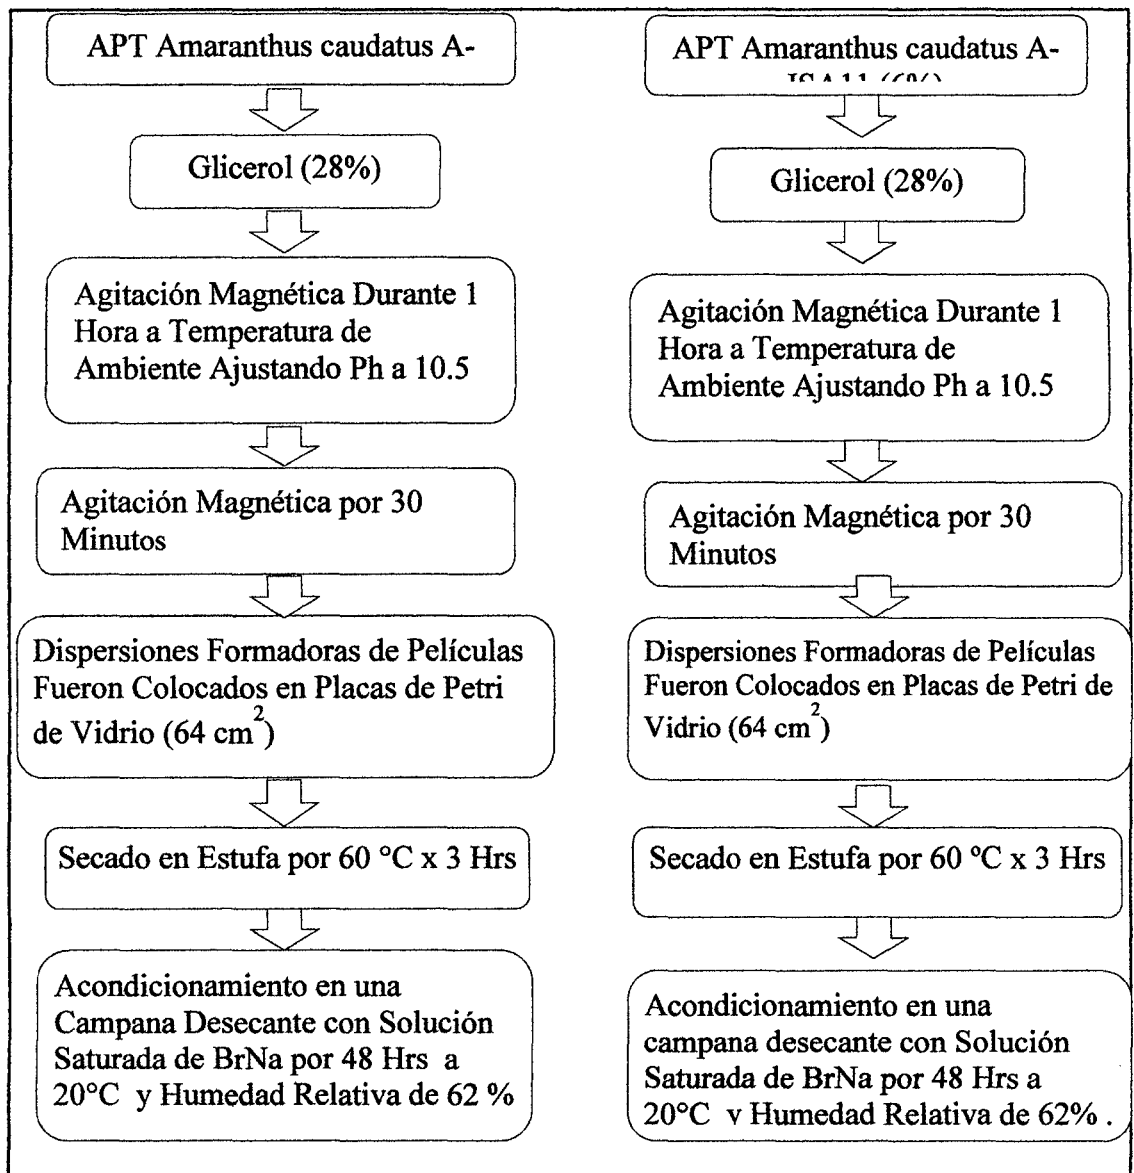 APT Amaranthus caudatus A-
Glicerol (28%)
Agitación Magnética Durante 1
Hora a Temperatura de
Ambiente Ajustando Ph a 10.5
Agitación Magnética por 30
Minutos
Dispersiones Formadoras de Películas
Fueron Colocados en Placas de Petri
de Vidrio (64 cm²)
Secado en Estufa por 60 °C x 3 Hrs
Acondicionamiento en una
Campana Desecante con Solución
Saturada de BrNa por 48 Hrs a
20°C y Humedad Relativa de 62 %
APT Amaranthus caudatus A-
Glicerol (28%)
Agitación Magnética Durante 1
Hora a Temperatura de
Ambiente Ajustando Ph a 10.5
Agitación Magnética por 30
Minutos
Dispersiones Formadoras de Películas
Fueron Colocados en Placas de Petri de
Vidrio (64 cm²)
Secado en Estufa por 60 ºC x 3 Hrs
Acondicionamiento en una
campana desecante con Solución
Saturada de BrNa por 48 Hrs a
20°C y Humedad Relativa de 62% .